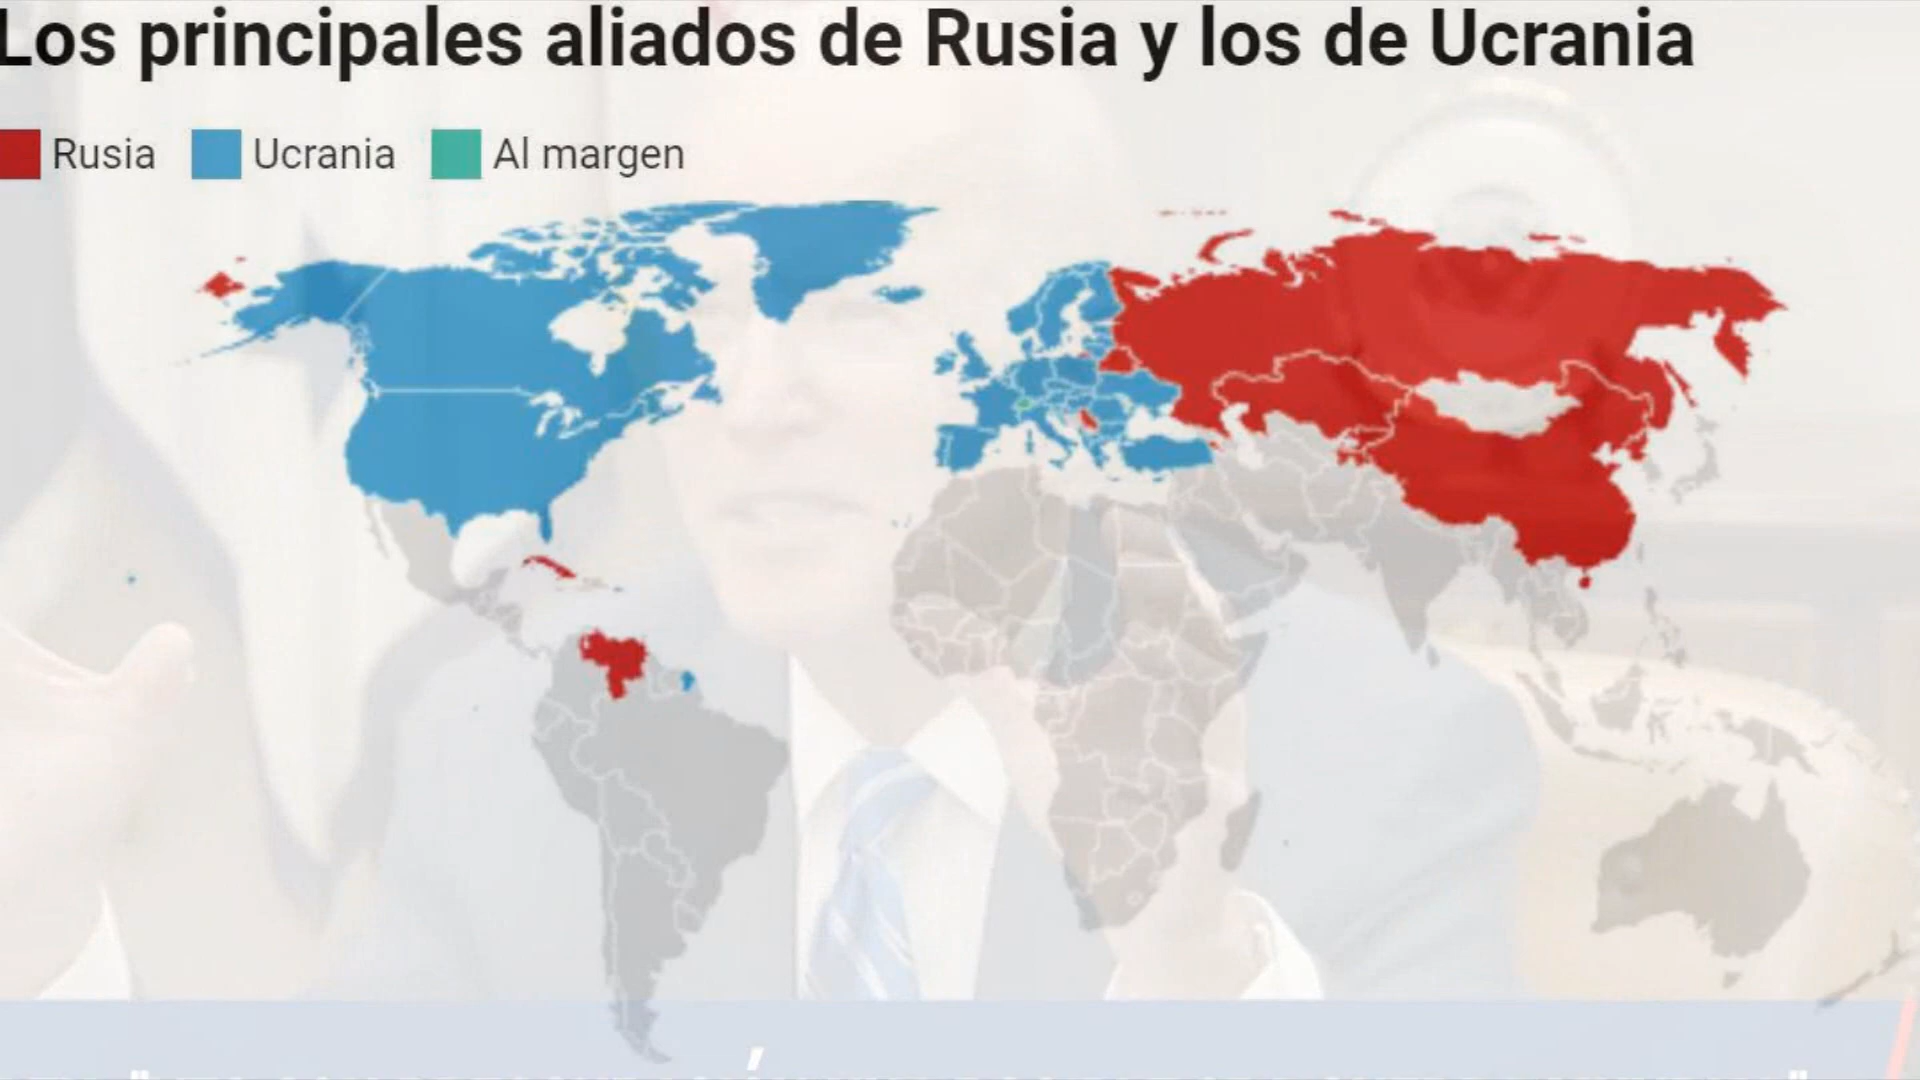 Los principales aliados de Rusia y los de Ucrania
Rusia
Ucrania
Al margen